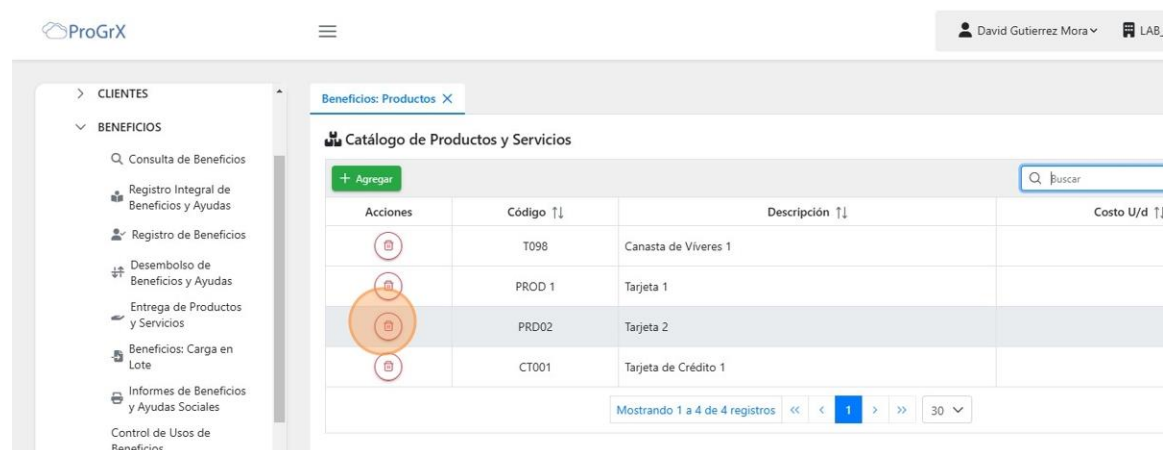 ProGrX
David Gutierrez Mora
LAB_
CLIENTES
BENEFICIOS
Consulta de Beneficios
Registro Integral de
Beneficios y Ayudas
Registro de Beneficios
Desembolso de
Beneficios y Ayudas
Entrega de Productos
y Servicios
Beneficios: Carga en
Lote
Informes de Beneficios
y Ayudas Sociales
Control de Usos de
Beneficios
Beneficios: Productos
Catálogo de Productos y Servicios
+ Agregar
Buscar
Acciones Código Descripción Costo U/d
T098 Canasta de Víveres 1
PROD 1 Tarjeta 1
PRD02 Tarjeta 2
CT001 Tarjeta de Crédito 1
Mostrando 1 a 4 de 4 registros << < 1 > >> 30